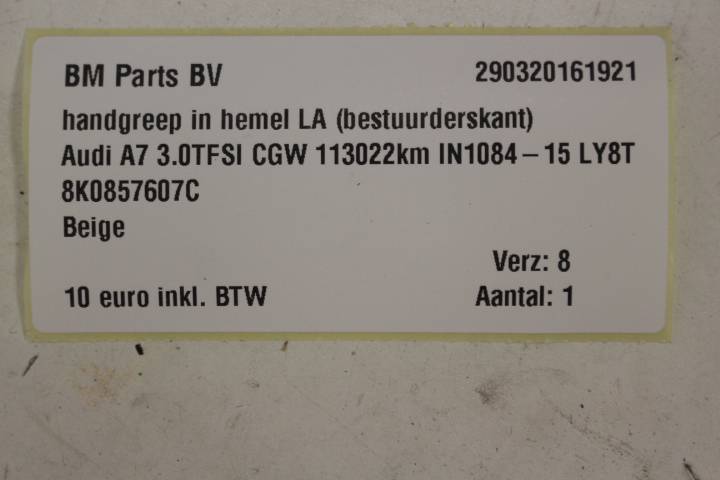 BM Parts BV 290320161921
handgreep in hemel LA (bestuurderskant)
Audi A7 3.0TFSI CGW 113022km IN1084 – 15 LY8T
8K0857607C
Beige
Verz: 8
10 euro inkl. BTW Aantal: 1